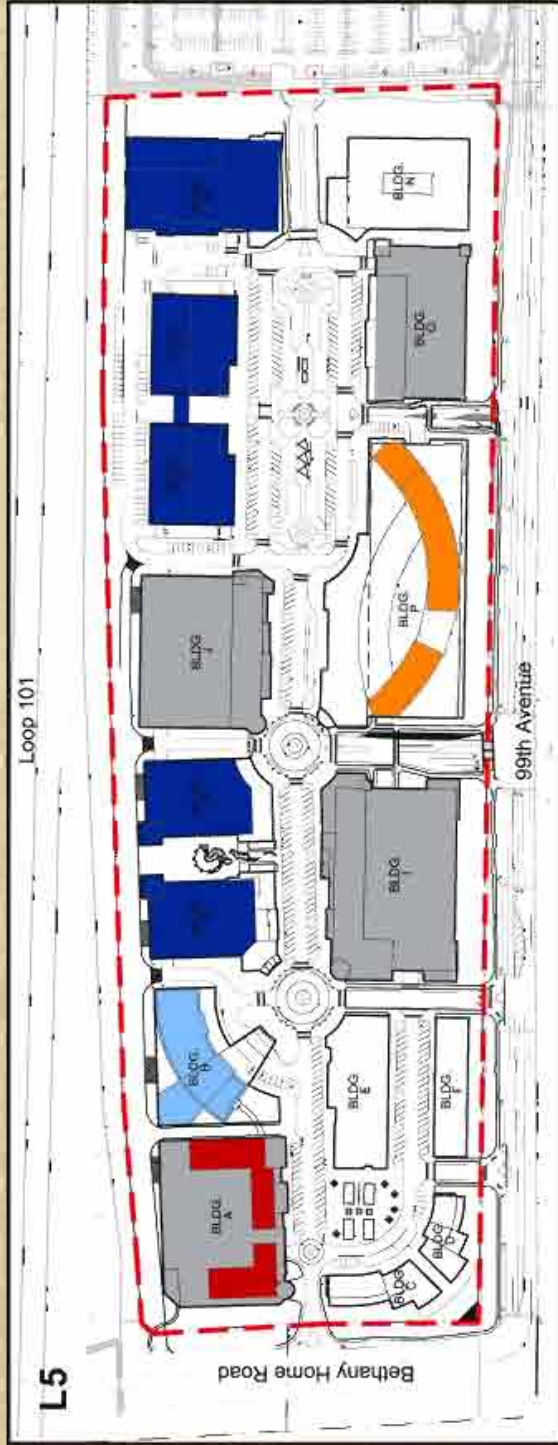 L5
Loop 101
Bethany Home Road
99th Avenue
BLDG.
A
BLDG.
BLDG.
J
BLDG.
C
BLDG.
D
BLDG.
E
BLDG.
F
BLDG.
I
BLDG.
P
BLDG.
O
BLDG.
N